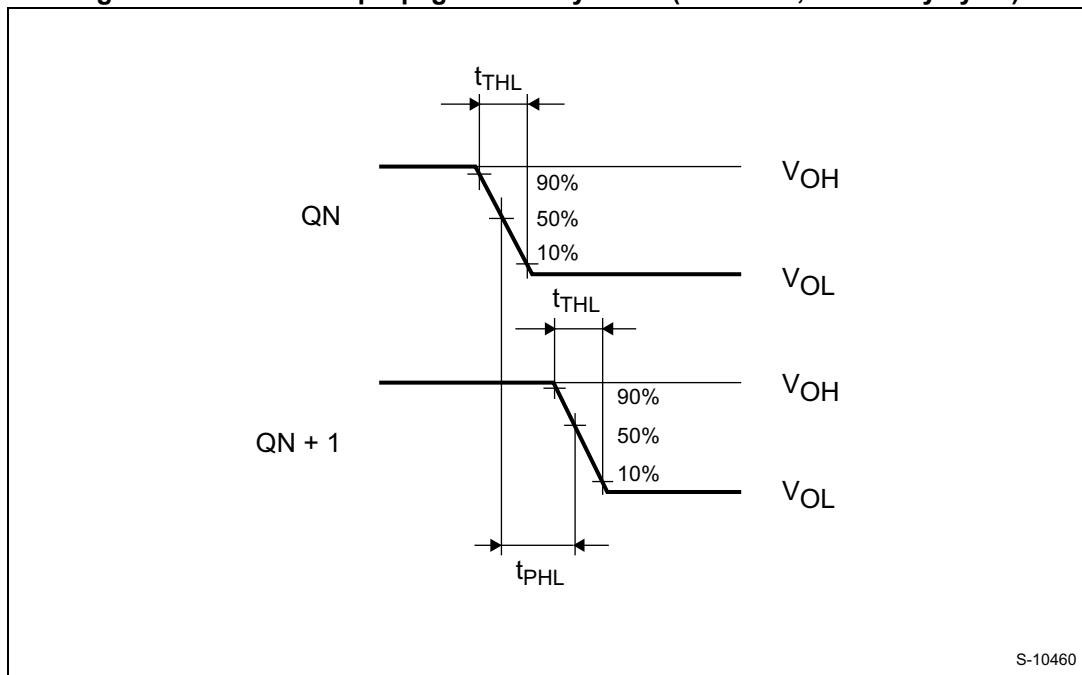 tTHL
VOH
90%
QN
50%
10%
VOL
tTHL
VOH
90%
50%
QN + 1
10%
VOL
tPHL
S-10460